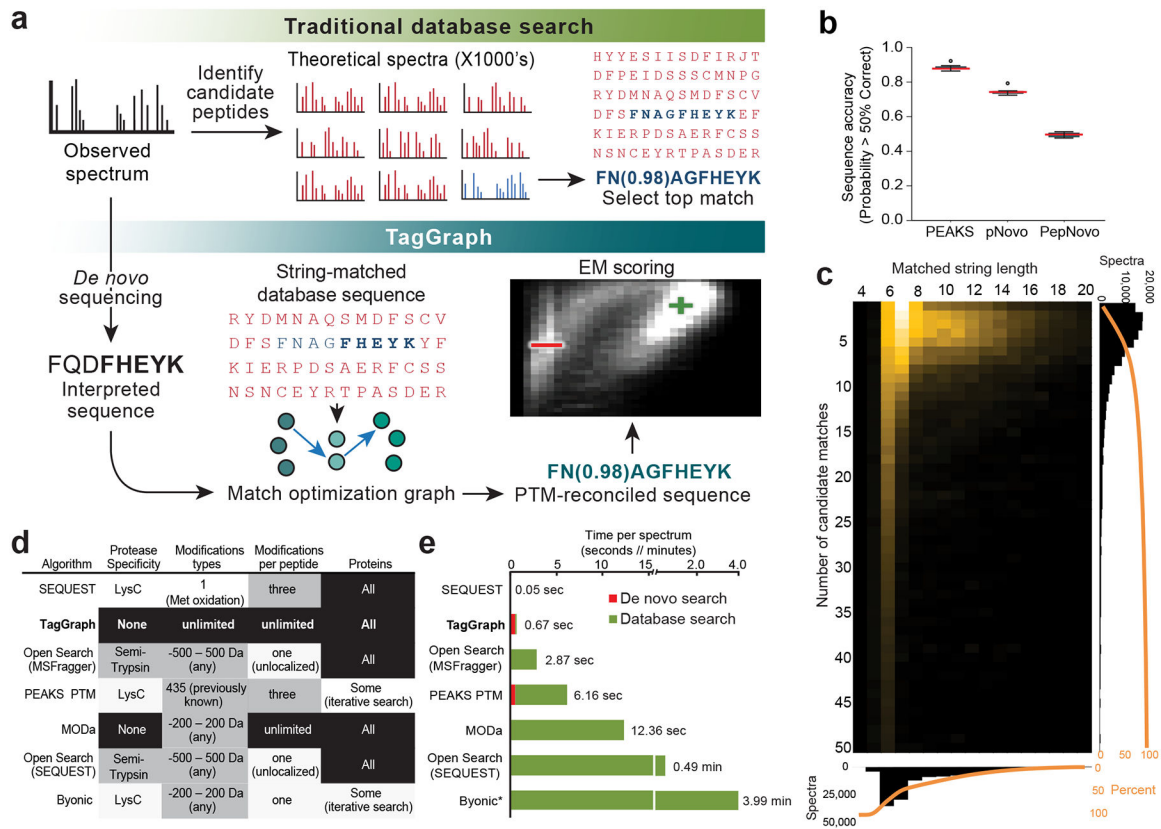 a
Traditional database search
Identify
candidate
peptides
Observed
spectrum
Theoretical spectra (X1000's)
HYYESIISDFIRJT
DFPEIDSSSCMNPG
RYDMNAQSMDFSCV
DFSFNAGFHEYKEF
KIERPDSAERFCSS
NSNCEYRTPASDER
FN(0.98)AGFHEYK
Select top match
TagGraph
De novo
sequencing
FQDFHEYK
Interpreted
sequence
String-matched
database sequence
RYDMNAQSMDFSCV
DFSFNAGFHEYKYF
KIERPDSAERFCSS
NSNCEYRTPASDER
Match optimization graph
EM scoring
FN(0.98)AGFHEYK
PTM-reconciled sequence
b
Sequence accuracy
(Probability > 50% Correct)
1.0
0.8
0.6
0.4
0.2
0
PEAKS pNovo PepNovo
c
Matched string length
4 6 8 10 12 14 16 18 20
Number of candidate matches
5
10
15
20
25
30
35
40
45
50
Spectra
0
10,000
20,000
0 50 100
Percent
Spectra
0
25,000
50,000
0
50
100
d
Algorithm
Protease
Specificity
Modifications
types
Modifications
per peptide
Proteins
SEQUEST LysC 1
(Met oxidation) three All
TagGraph None unlimited unlimited All
Open Search
(MSFragger) Semi-
Trypsin -500 – 500 Da
(any) one
(unlocalized) All
PEAKS PTM LysC 435 (previously
known) three Some
(iterative search)
MODa None -200 – 200 Da
(any) unlimited All
Open Search
(SEQUEST) Semi-
Trypsin -500 – 500 Da
(any) one
(unlocalized) All
Byonic LysC -200 – 200 Da
(any) one Some
(iterative search)
e
Time per spectrum
(seconds // minutes)
0 5 10 15 2 4.0
De novo search
Database search
SEQUEST 0.05 sec
TagGraph 0.67 sec
Open Search
(MSFragger) 2.87 sec
PEAKS PTM 6.16 sec
MODa 12.36 sec
Open Search
(SEQUEST) 0.49 min
Byonic* 3.99 min